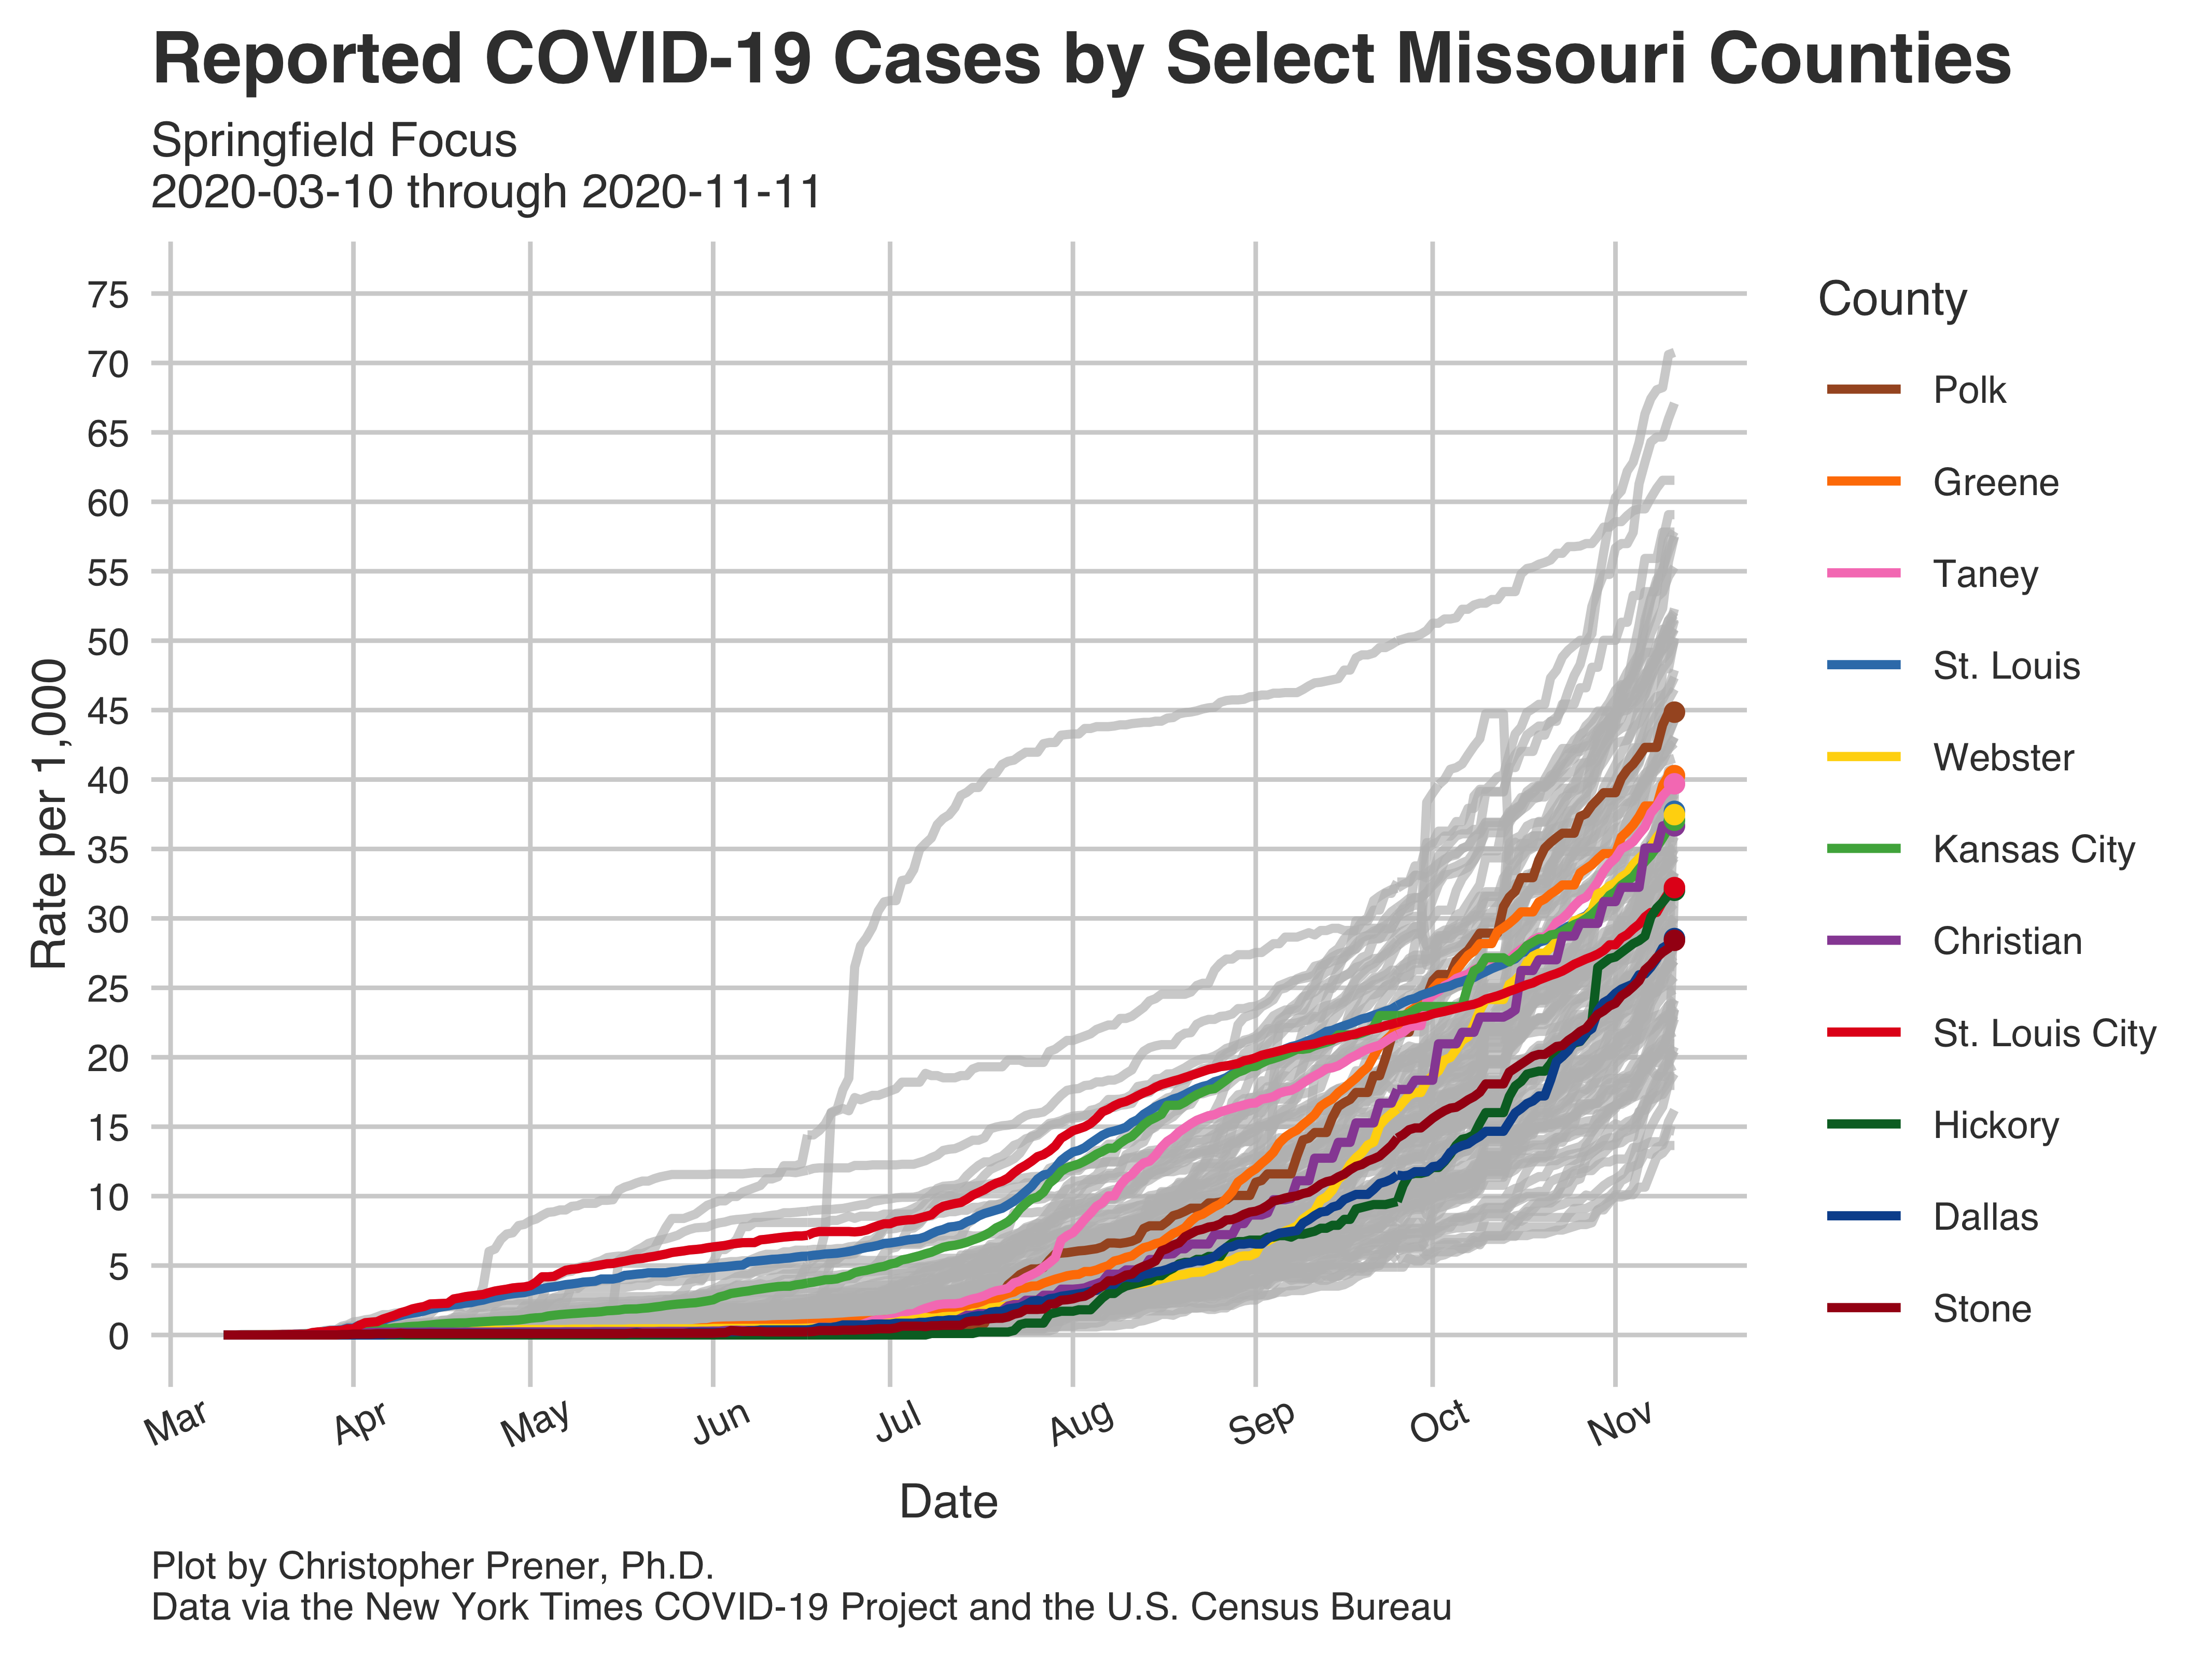 Reported COVID-19 Cases by Select Missouri Counties
Springfield Focus
2020-03-10 through 2020-11-11
75
70
65
60
55
50
45
40
35
30
25
20
15
10
5
0
Rate per 1,000
Mar
Apr
May
Jun
Jul
Aug
Sep
Oct
Nov
Date
County
Polk
Greene
Taney
St. Louis
Webster
Kansas City
Christian
St. Louis City
Hickory
Dallas
Stone
Plot by Christopher Prener, Ph.D.
Data via the New York Times COVID-19 Project and the U.S. Census Bureau